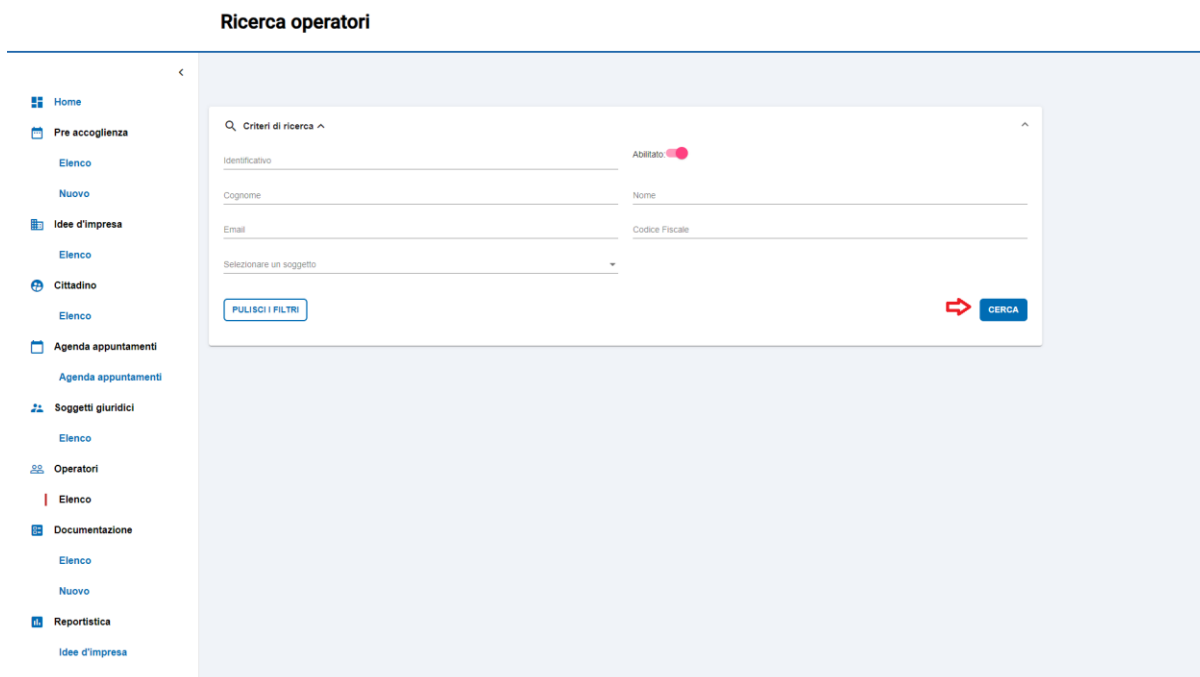 Ricerca operatori
Home
Pre accoglienza
Elenco
Nuovo
Idee d'impresa
Elenco
Cittadino
Elenco
Agenda appuntamenti
Agenda appuntamenti
Soggetti giuridici
Elenco
Operatori
Elenco
Documentazione
Elenco
Nuovo
Reportistica
Idee d'impresa
Criteri di ricerca
Identificativo
Abilitato:
Cognome
Nome
Email
Codice Fiscale
Selezionare un soggetto
PULISCI I FILTRI
CERCA